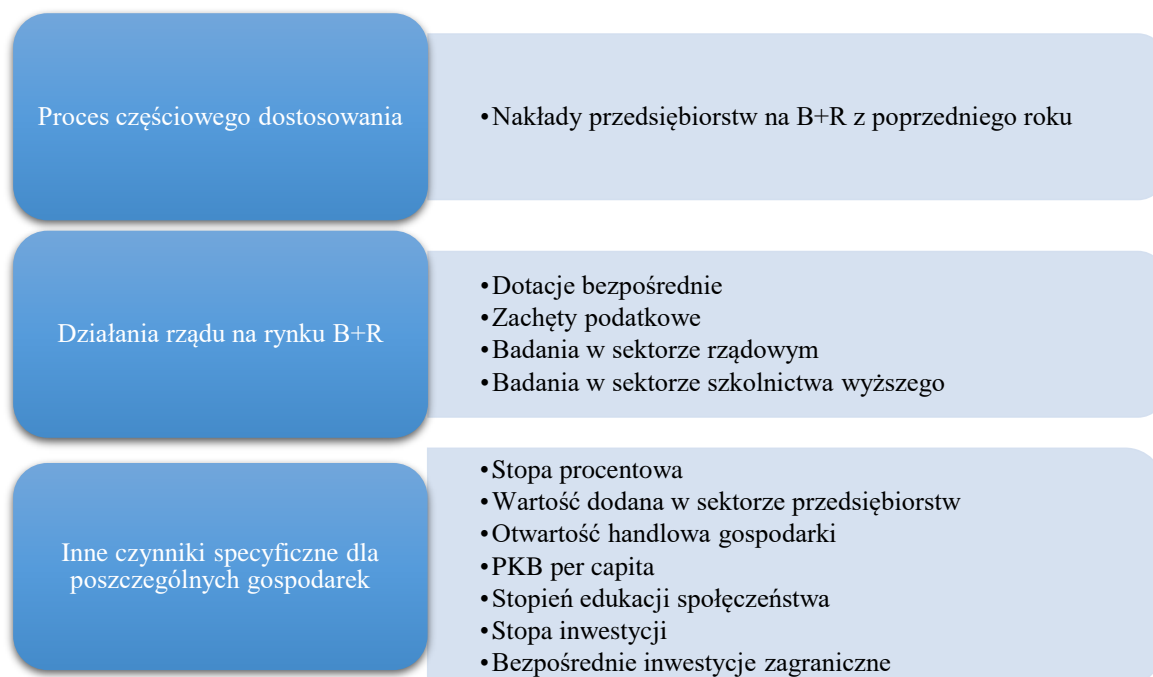 Proces częściowego dostosowania
•Nakłady przedsiębiorstw na B+R z poprzedniego roku
Działania rządu na rynku B+R
•Dotacje bezpośrednie
•Zachęty podatkowe
•Badania w sektorze rządowym
•Badania w sektorze szkolnictwa wyższego
Inne czynniki specyficzne dla
poszczególnych gospodarek
•Stopa procentowa
•Wartość dodana w sektorze przedsiębiorstw
•Otwartość handlowa gospodarki
•PKB per capita
•Stopień edukacji społęczeństwa
•Stopa inwestycji
•Bezpośrednie inwestycje zagraniczne